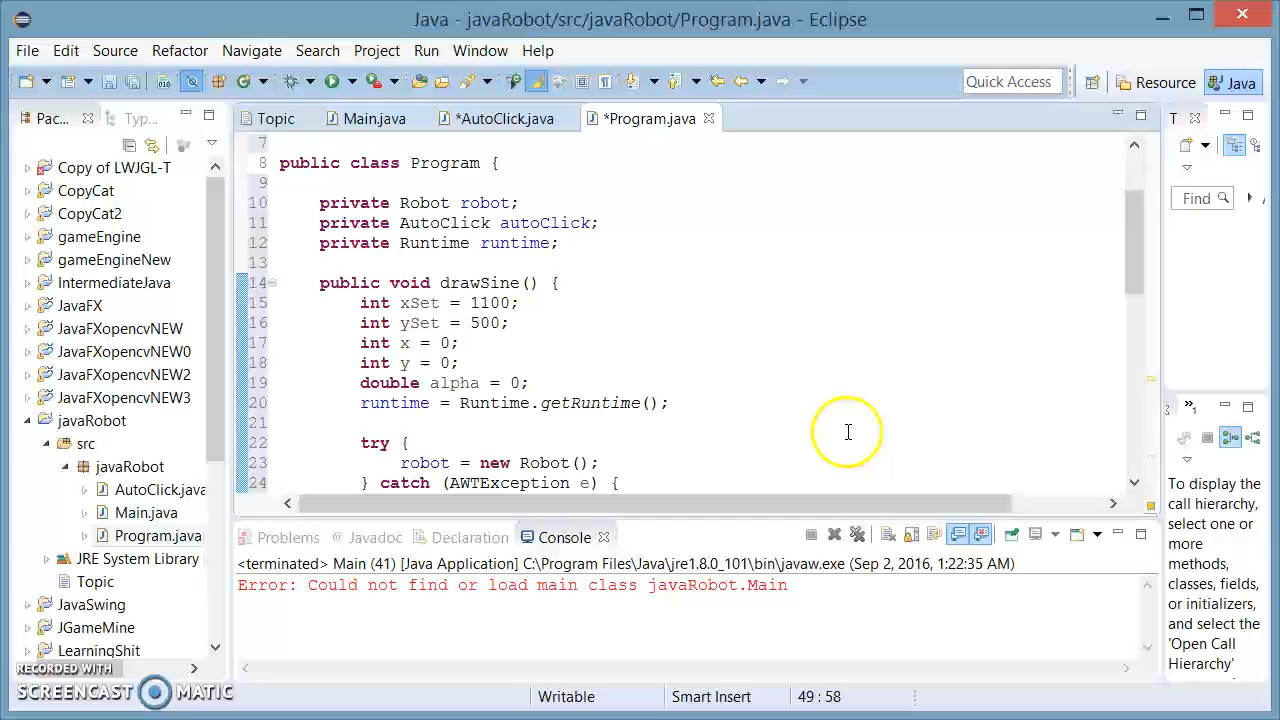 Java - javaRobot/src/javaRobot/Program.java - Eclipse
File Edit Source Refactor Navigate Search Project Run Window Help
Quick Access
Resource
Java
Pac...
Typ...
Topic
Main.java
*AutoClick.java
*Program.java
T
Copy of LWJGL-T
CopyCat
CopyCat2
gameEngine
gameEngineNew
IntermediateJava
JavaFX
JavaFXopencvNEW
JavaFXopencvNEW0
JavaFXopencvNEW2
JavaFXopencvNEW3
javaRobot
src
javaRobot
AutoClick.java
Main.java
Program.java
JRE System Library
Topic
JavaSwing
JGameMine
LearningShit
7
8 public class Program {
9
10 private Robot robot;
11 private AutoClick autoClick;
12 private Runtime runtime;
13
14 public void drawSine() {
15 int xSet = 1100;
16 int ySet = 500;
17 int x = 0;
18 int y = 0;
19 double alpha = 0;
20 runtime = Runtime.getRuntime();
21
22 try {
23 robot = new Robot();
24 } catch (AWTException e) {
Find
Problems
Javadoc
Declaration
Console
<terminated> Main (41) [Java Application] C:\Program Files\Java\jre1.8.0_101\bin\javaw.exe (Sep 2, 2016, 1:22:35 AM)
Error: Could not find or load main class javaRobot.Main
To display the
call hierarchy,
select one or
more
methods,
classes, fields,
or initializers,
and select the
'Open Call
Hierarchy'
RECORDED WITH
SCREENCAST MATIC
Writable
Smart Insert
49 : 58